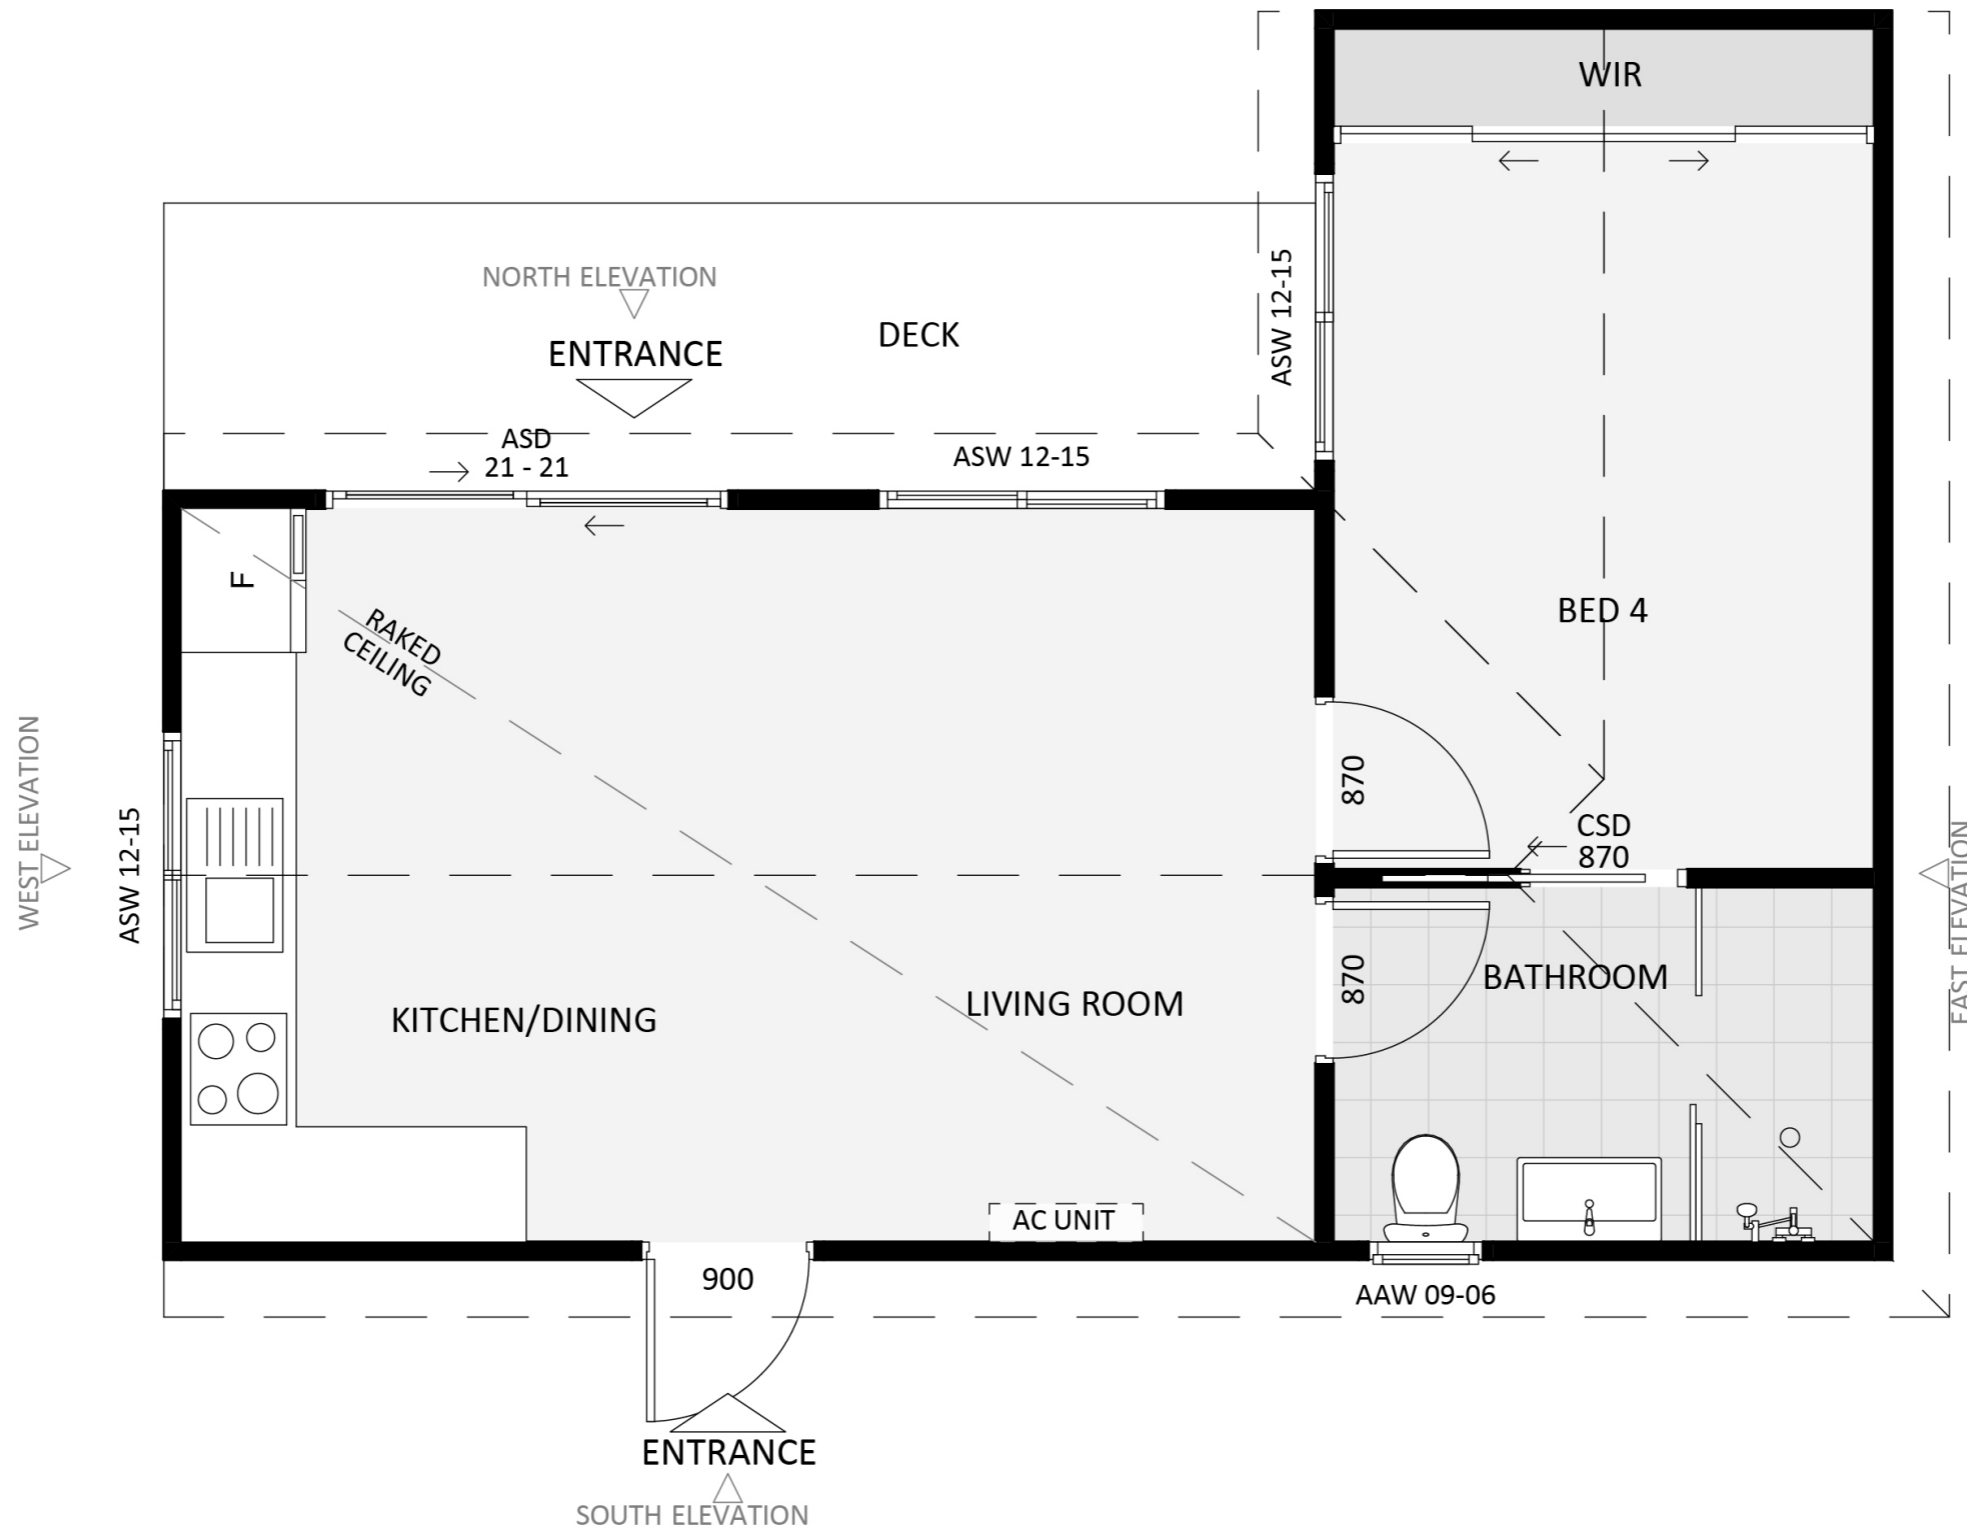 WIR
NORTH ELEVATION
DECK
ENTRANCE
ASW 12-15
ASD
21 - 21
ASW 12-15
F
RAKED
CEILING
BED 4
WEST ELEVATION
ASW 12-15
870
CSD
870
EAST ELEVATION
KITCHEN/DINING
LIVING ROOM
870
BATHROOM
AC UNIT
900
AAW 09-06
ENTRANCE
SOUTH ELEVATION